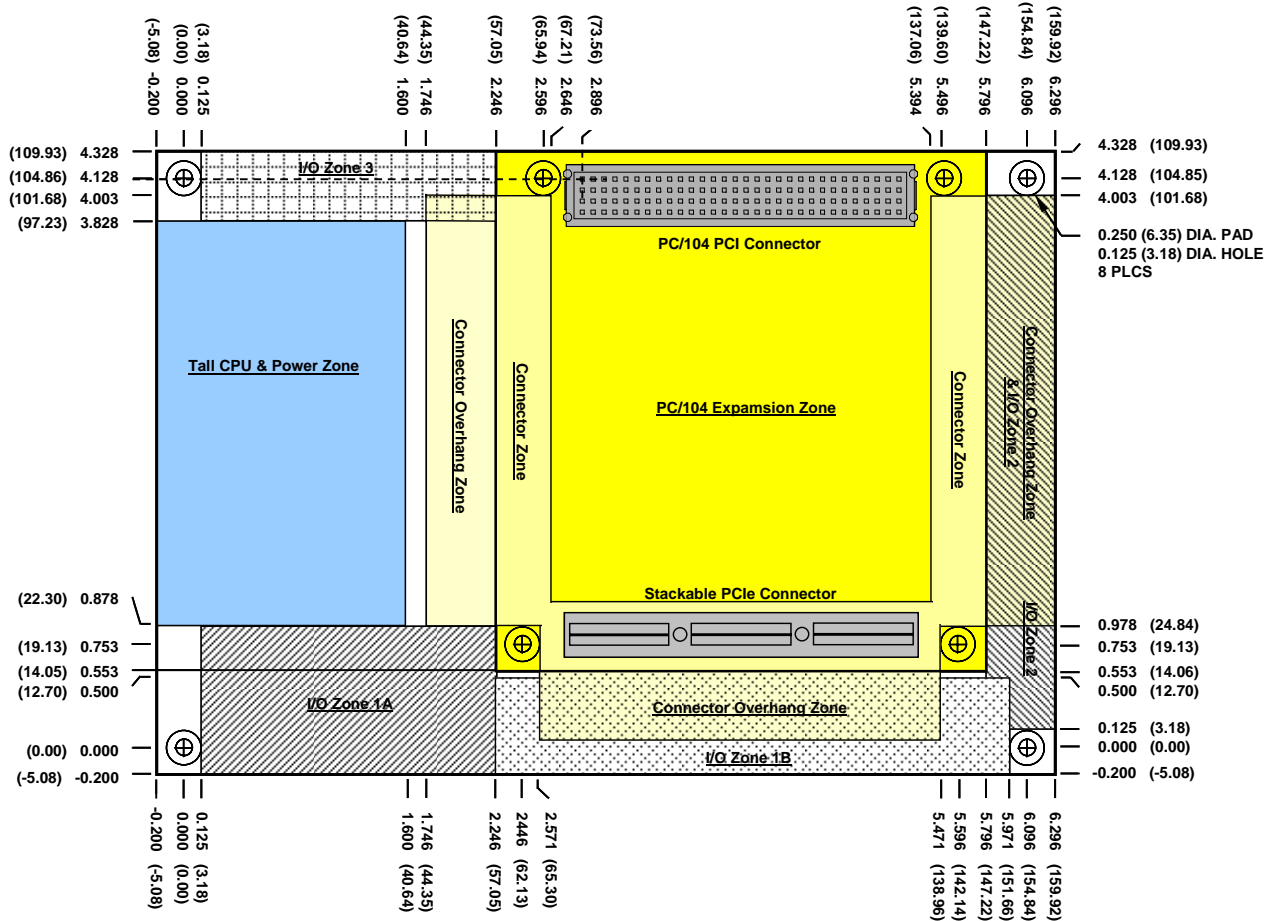 (-5.08) -0.200
(0.00) 0.000
(3.18) 0.125
(40.64) 1.600
(44.35) 1.746
(57.05) 2.246
(65.94) 2.596
(67.21) 2.646
(73.56) 2.896
(137.06) 5.394
(139.60) 5.496
(147.22) 5.796
(154.84) 6.096
(159.92) 6.296
(109.93) 4.328
(104.86) 4.128
(101.68) 4.003
(97.23) 3.828
(22.30) 0.878
(19.13) 0.753
(14.05) 0.553
(12.70) 0.500
(0.00) 0.000
(-5.08) -0.200
I/O Zone 3
PC/104 PCI Connector
Tall CPU & Power Zone
Connector Overhang Zone
Connector Zone
PC/104 Expamsion Zone
Connector Zone
Connector Overhang Zone
& I/O Zone 2
Stackable PCIe Connector
I/O Zone 2
I/O Zone 1A
Connector Overhang Zone
I/O Zone 1B
4.328 (109.93)
4.128 (104.85)
4.003 (101.68)
0.250 (6.35) DIA. PAD
0.125 (3.18) DIA. HOLE
8 PLCS
0.978 (24.84)
0.753 (19.13)
0.553 (14.06)
0.500 (12.70)
0.125 (3.18)
0.000 (0.00)
-0.200 (-5.08)
-0.200 (-5.08)
0.000 (0.00)
0.125 (3.18)
1.600 (40.64)
1.746 (44.35)
2.246 (57.05)
2446 (62.13)
2.571 (65.30)
5.471 (138.96)
5.596 (142.14)
5.796 (147.22)
5.971 (151.66)
6.096 (154.84)
6.296 (159.92)